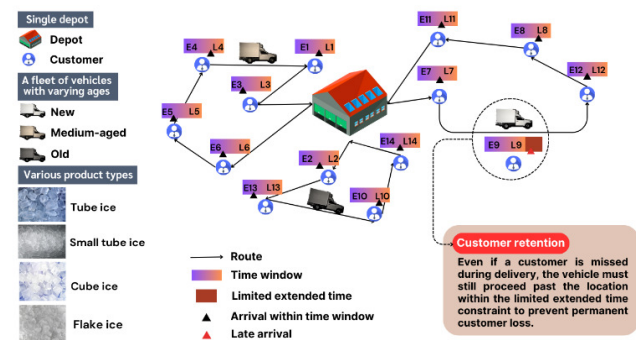 Single depot
Depot
Customer
A fleet of vehicles
with varying ages
New
Medium-aged
Old
Various product types
Tube ice
Small tube ice
Cube ice
Flake ice
E4 L4
E1 L1
E3 L3
E5 L5
E6 L6
E2 L2
E13 L13
E10 L10
E14 L14
E11 L11
E8 L8
E7 L7
E12 L12
E9 L9
Route
Time window
Limited extended time
Arrival within time window
Late arrival
Customer retention
Even if a customer is missed
during delivery, the vehicle must
still proceed past the location
within the limited extended time
constraint to prevent permanent
customer loss.